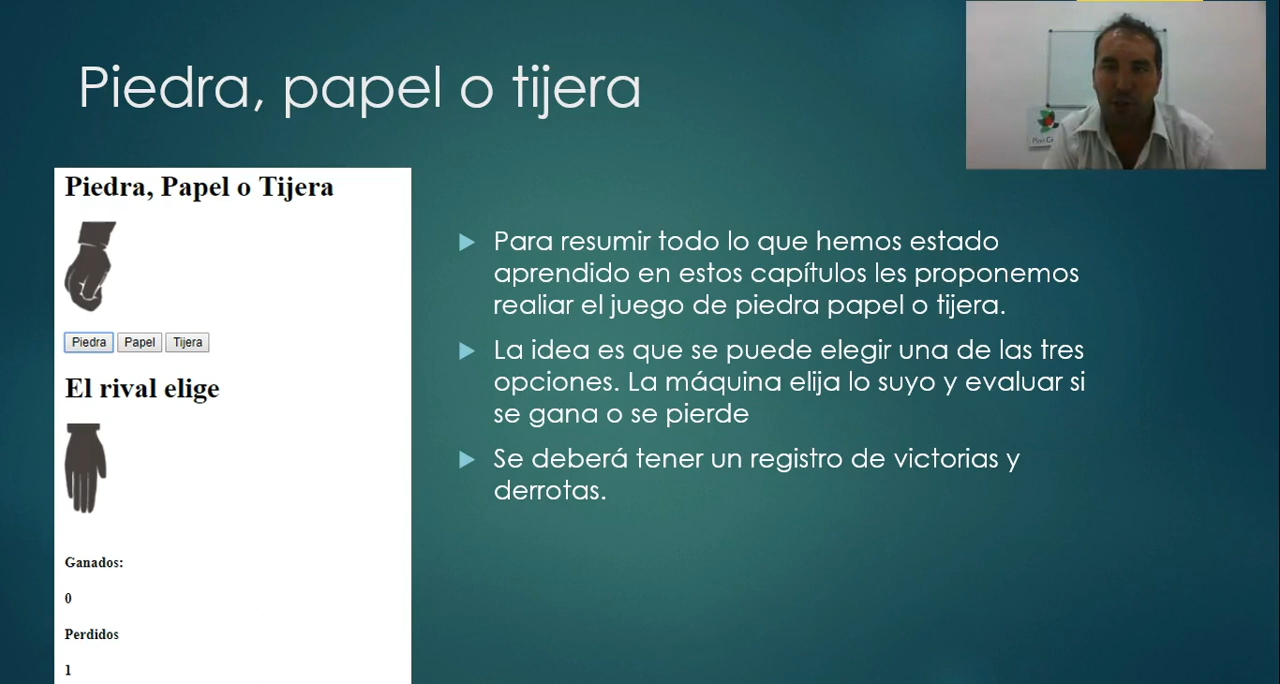 Piedra, papel o tijera
Piedra, Papel o Tijera
Piedra Papel Tijera
El rival elige
Ganados:
0
Perdidos
1
Para resumir todo lo que hemos estado
aprendido en estos capítulos les proponemos
realiar el juego de piedra papel o tijera.
La idea es que se puede elegir una de las tres
opciones. La máquina elija lo suyo y evaluar si
se gana o se pierde
Se deberá tener un registro de victorias y
derrotas.